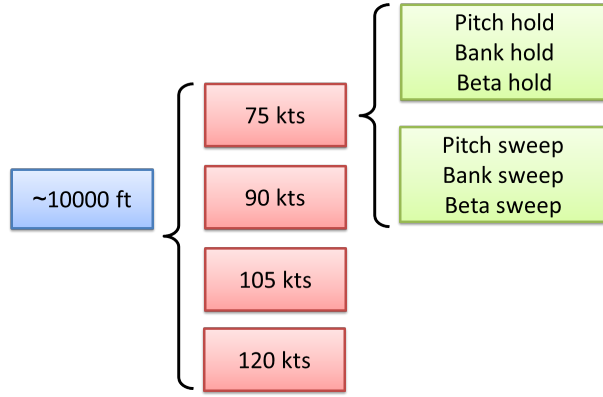 ~10000 ft
75 kts
90 kts
105 kts
120 kts
Pitch hold
Bank hold
Beta hold
Pitch sweep
Bank sweep
Beta sweep